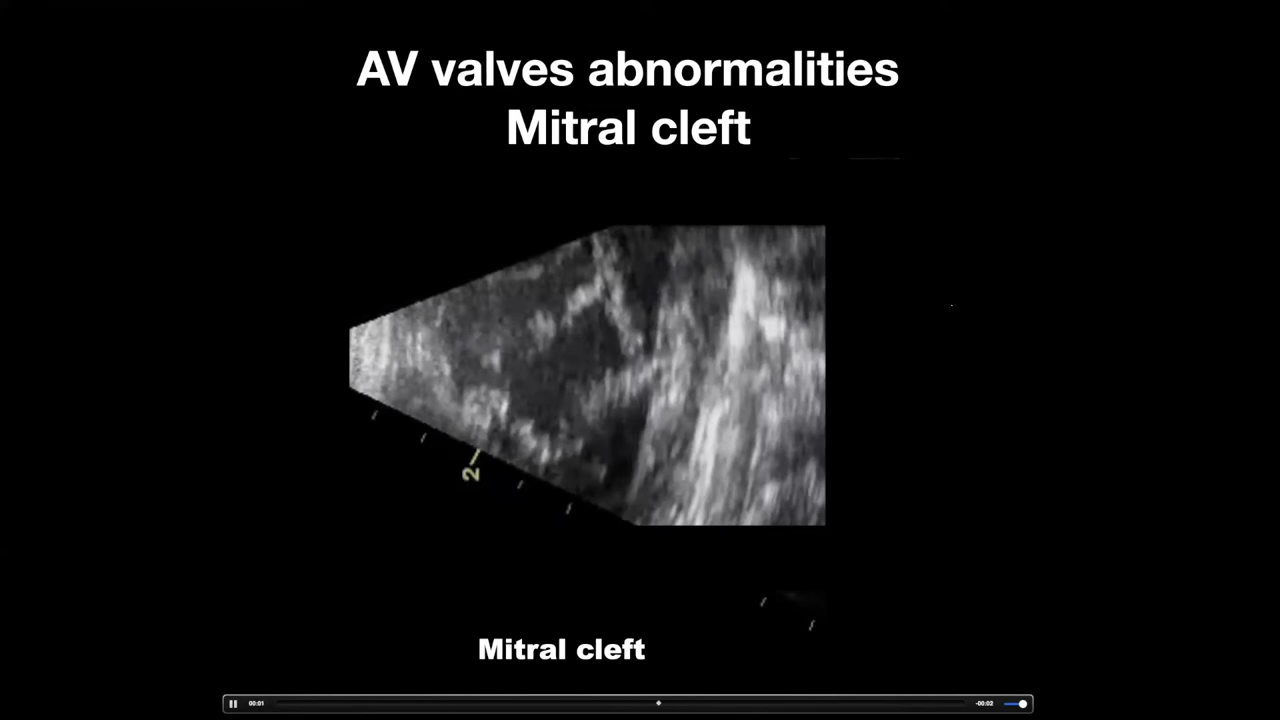 AV valves abnormalities
Mitral cleft
2
Mitral cleft
00:01
-00:02